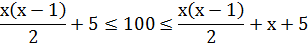 x(x − 1)/2 + 5 ≤ 100 ≤ x(x − 1)/2 + x + 5